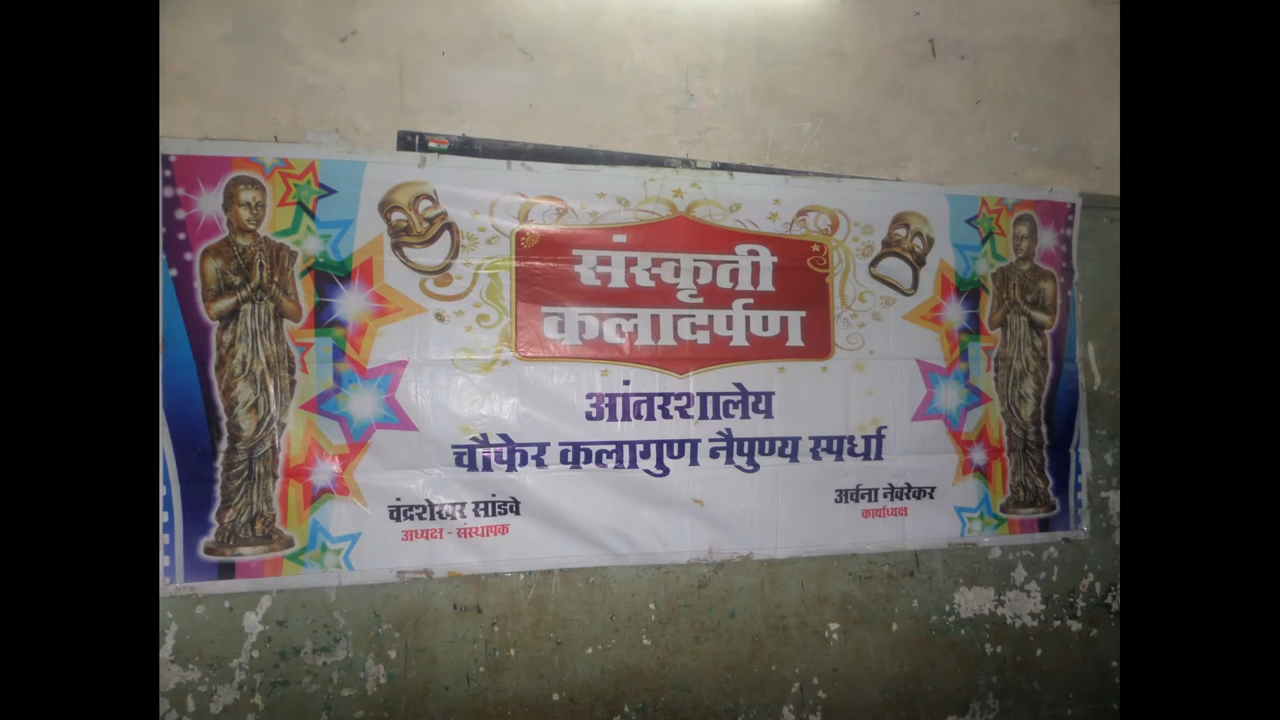 संस्कृती
कलादर्पण
आंतरशालेय
चौफेर कलागुण नैपुण्य स्पर्धा
चंद्रशेखर सांडवे
अध्यक्ष - संस्थापक
अर्चना नेवरेकर
कार्याध्यक्ष